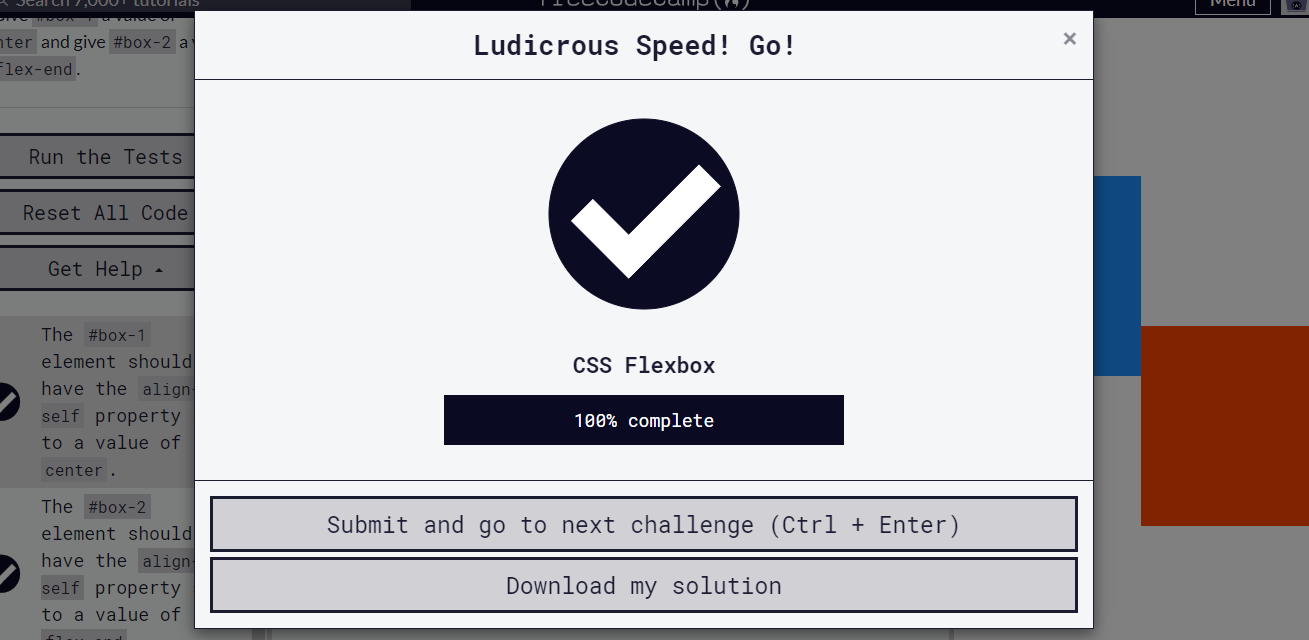 Search 7,000+ tutorials
freeCodeCamp
Menu
give #box-1 a value of
and give #box-2 a
flex-end.
Run the Tests
Reset All Code
Get Help
The #box-1
element should
have the align-
self property
to a value of
center.
The #box-2
element should
have the align-
self property
to a value of
flex-end
Ludicrous Speed! Go!
×
CSS Flexbox
100% complete
Submit and go to next challenge (Ctrl + Enter)
Download my solution